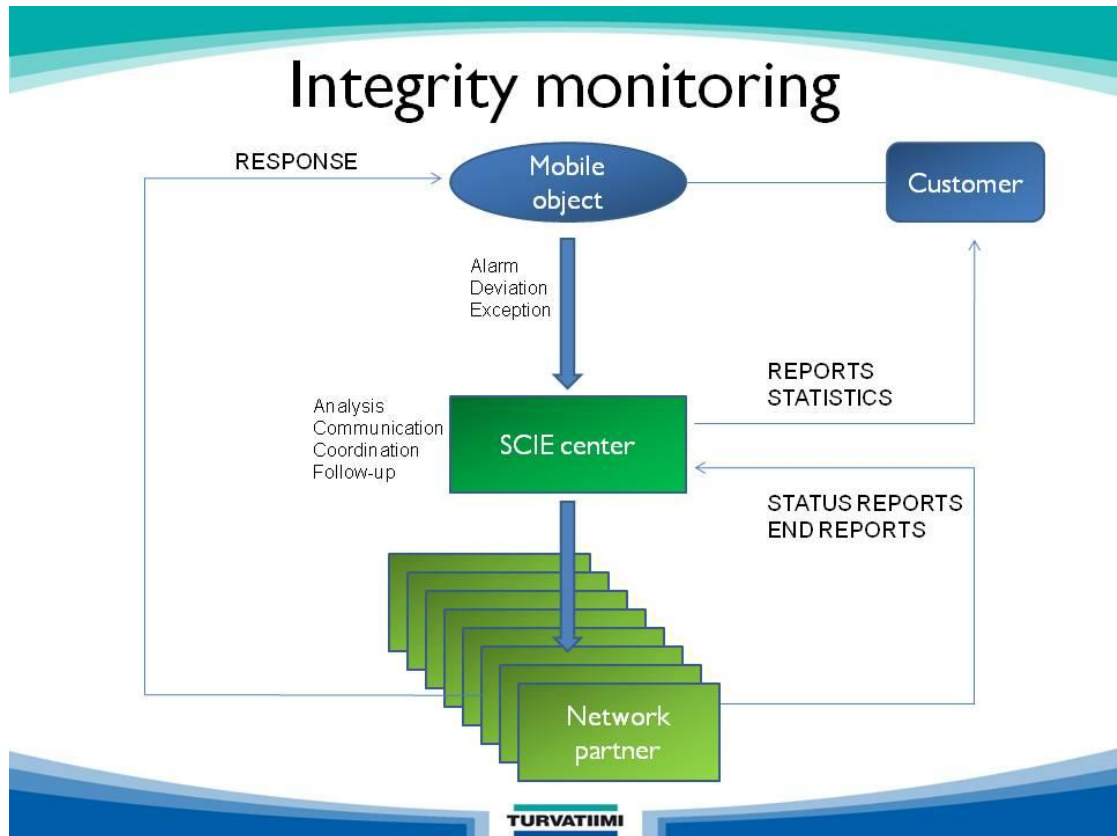 Integrity monitoring
RESPONSE
Mobile
object
Customer
Alarm
Deviation
Exception
REPORTS
STATISTICS
Analysis
Communication
Coordination
Follow-up
SCIE center
STATUS REPORTS
END REPORTS
Network
partner
TURVATIIMI